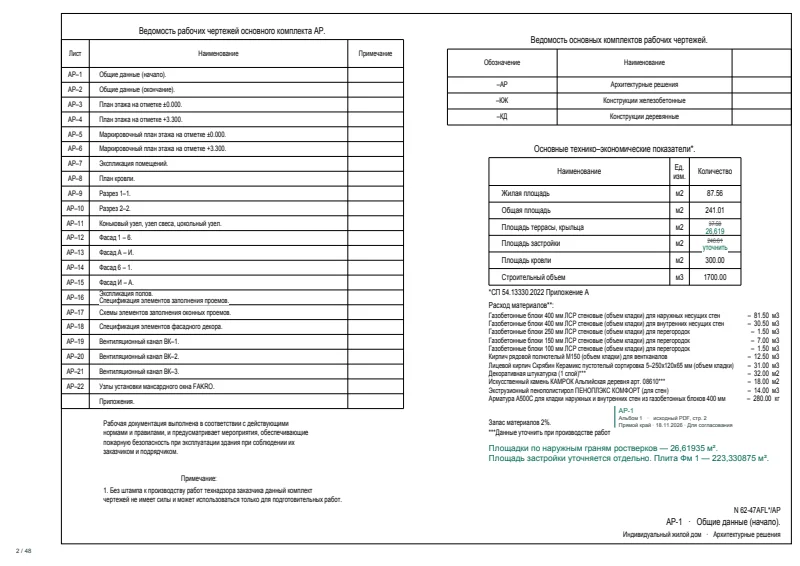 Ведомость рабочих чертежей основного комплекта АР.
Лист Наименование Примечание
АР–1 Общие данные (начало).
АР–2 Общие данные (окончание).
АР–3 План этажа на отметке ±0.000.
АР–4 План этажа на отметке +3.300.
АР–5 Маркировочный план этажа на отметке ±0.000.
АР–6 Маркировочный план этажа на отметке +3.300.
АР–7 Экспликация помещений.
АР–8 План кровли.
АР–9 Разрез 1–1.
АР–10 Разрез 2–2.
АР–11 Коньковый узел, узел свеса, цокольный узел.
АР–12 Фасад 1 – 6.
АР–13 Фасад А – И.
АР–14 Фасад 6 – 1.
АР–15 Фасад И – А.
АР–16 Экспликация полов.
Спецификация элементов заполнения проемов.
АР–17 Схемы элементов заполнения оконных проемов.
АР–18 Спецификация элементов фасадного декора.
АР–19 Вентиляционный канал ВК–1.
АР–20 Вентиляционный канал ВК–2.
АР–21 Вентиляционный канал ВК–3.
АР–22 Узлы установки мансардного окна FAKRO.
Приложения.
Рабочая документация выполнена в соответствии с действующими
нормами и правилами, и предусматривает мероприятия, обеспечивающие
пожарную безопасность при эксплуатации здания при соблюдении их
заказчиком и подрядчиком.
Примечание:
1. Без штампа к производству работ технадзора заказчика данный комплект
чертежей не имеет силы и может использоваться только для подготовительных работ.
Ведомость основных комплектов рабочих чертежей.
Обозначение Наименование
–АР Архитектурные решения
–КЖ Конструкции железобетонные
–КД Конструкции деревянные
Основные технико–экономические показатели*.
Наименование Ед. изм. Количество
Жилая площадь м2 87.56
Общая площадь м2 241.01
Площадь террасы, крыльца м2 26,619
Площадь застройки м2 уточнить
Площадь кровли м2 300.00
Строительный объем м3 1700.00
*СП 54.13330.2022 Приложение А
Расход материалов**:
Газобетонные блоки 400 мм ЛСР стеновые (объем кладки) для наружных несущих стен – 81.50 м3
Газобетонные блоки 400 мм ЛСР стеновые (объем кладки) для внутренних несущих стен – 30.50 м3
Газобетонные блоки 250 мм ЛСР стеновые (объем кладки) для перегородок – 1.50 м3
Газобетонные блоки 150 мм ЛСР стеновые (объем кладки) для перегородок – 7.00 м3
Газобетонные блоки 100 мм ЛСР стеновые (объем кладки) для перегородок – 1.50 м3
Кирпич рядовой полнотелый М150 (объем кладки) для вентканалов – 12.50 м3
Лицевой кирпич Скрябин Керамикс пустотелый сортировка 5–250х120х65 мм (объем кладки) – 31.00 м3
Декоративная штукатурка (1 слой)*** – 32.00 м2
Искусственный камень КАМРОК Альпийская деревня арт. 08610*** – 18.00 м2
Экструзионный пенополистирол ПЕНОПЛЭКС КОМФОРТ (для стен) – 14.00 м3
Арматура А500С для кладки наружных и внутренних стен из газобетонных блоков 400 мм – 280.00 кг
АР-1
Альбом 1 · исходный PDF, стр. 2
Прямой край · 18.11.2026 · Для согласования
Запас материалов 2%.
***Данные уточнить при производстве работ
Площадки по наружным граням ростверков — 26,61935 м².
Площадь застройки уточняется отдельно. Плита Фм 1 — 223,330875 м².
N 62-47AFL*/АР
АР-1 · Общие данные (начало).
Индивидуальный жилой дом · Архитектурные решения
2 / 48